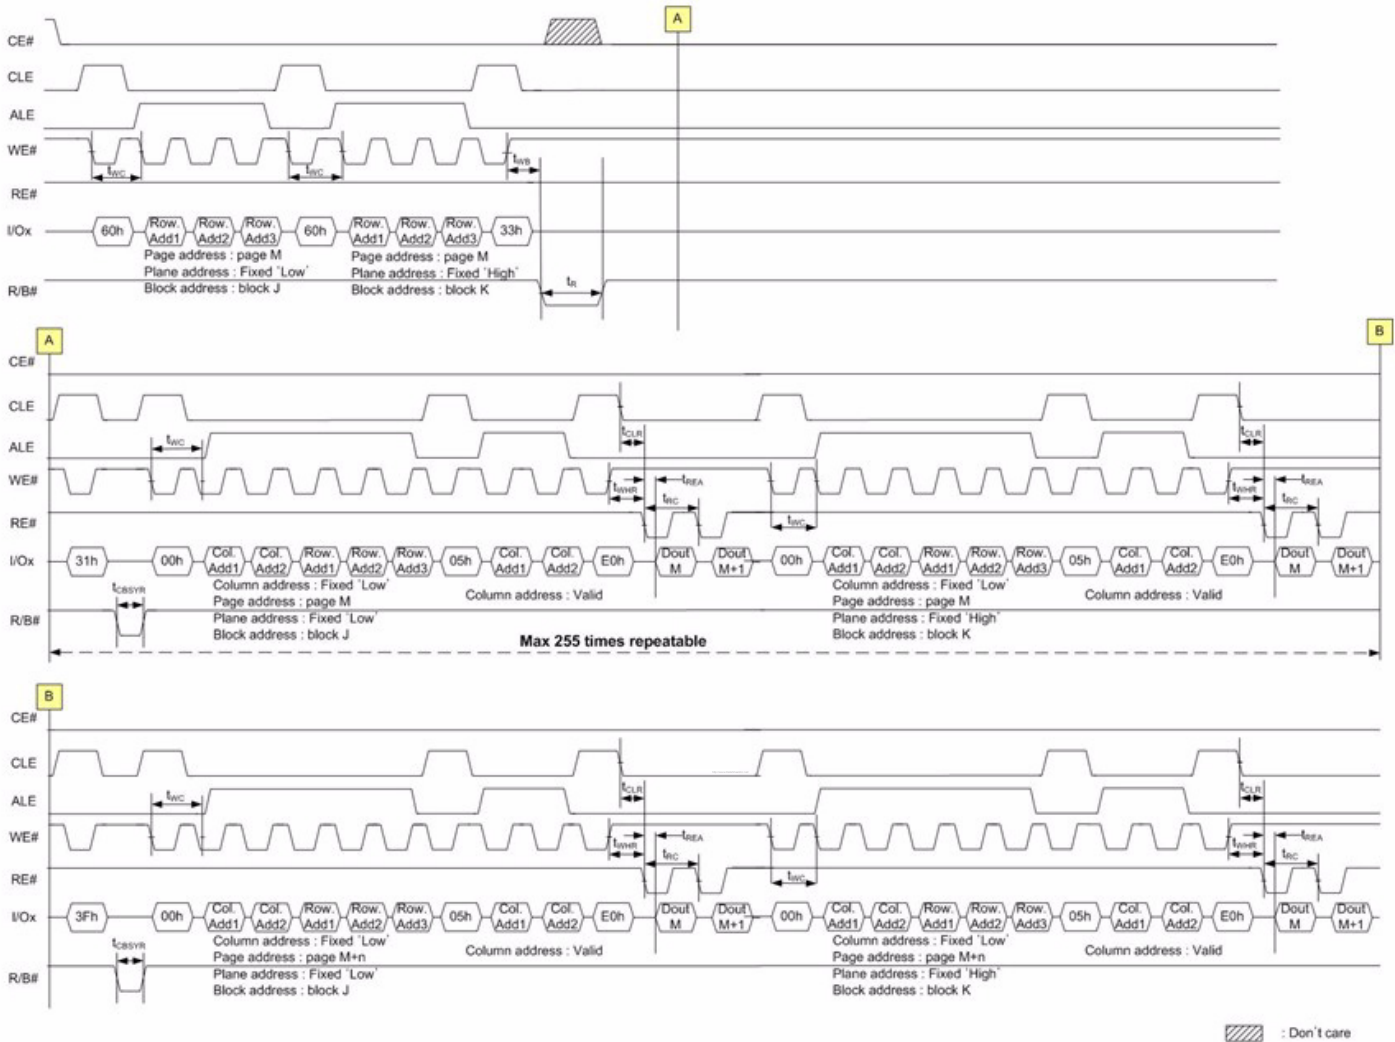 A
CE#
CLE
ALE
WE#
tWC
tWC
tWB
RE#
I/Ox
60h
Row. Add1
Row. Add2
Row. Add3
60h
Row. Add1
Row. Add2
Row. Add3
33h
Page address : page M
Plane address : Fixed 'Low'
Block address : block J
Page address : page M
Plane address : Fixed 'High'
Block address : block K
R/B#
tR
A
B
CE#
CLE
tCLR
tCLR
ALE
tWC
WE#
tWHR
tREA
tRC
tWC
tWHR
tREA
tRC
RE#
I/Ox
31h
00h
Col. Add1
Col. Add2
Row. Add1
Row. Add2
Row. Add3
05h
Col. Add1
Col. Add2
E0h
Dout M
Dout M+1
00h
Col. Add1
Col. Add2
Row. Add1
Row. Add2
Row. Add3
05h
Col. Add1
Col. Add2
E0h
Dout M
Dout M+1
tCBSYR
Column address : Fixed 'Low'
Page address : page M
Plane address : Fixed 'Low'
Block address : block J
Column address : Valid
Column address : Fixed 'Low'
Page address : page M
Plane address : Fixed 'High'
Block address : block K
Column address : Valid
R/B#
Max 255 times repeatable
B
CE#
CLE
tCLR
tCLR
ALE
tWC
WE#
tWHR
tREA
tRC
tWC
tWHR
tREA
tRC
RE#
I/Ox
3Fh
00h
Col. Add1
Col. Add2
Row. Add1
Row. Add2
Row. Add3
05h
Col. Add1
Col. Add2
E0h
Dout M
Dout M+1
00h
Col. Add1
Col. Add2
Row. Add1
Row. Add2
Row. Add3
05h
Col. Add1
Col. Add2
E0h
Dout M
Dout M+1
tCBSYR
Column address : Fixed 'Low'
Page address : page M+n
Plane address : Fixed 'Low'
Block address : block J
Column address : Valid
Column address : Fixed 'Low'
Page address : page M+n
Plane address : Fixed 'High'
Block address : block K
Column address : Valid
R/B#
: Don't care